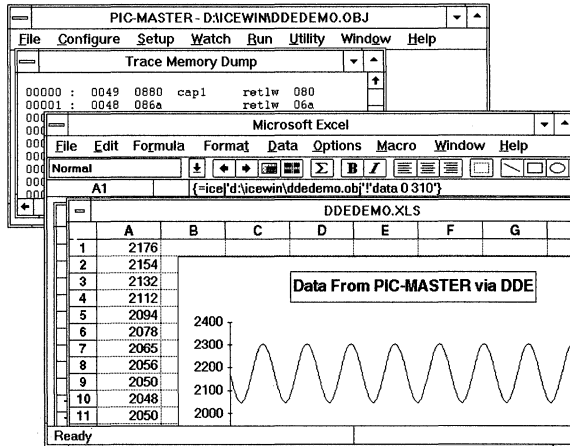 PIC-MASTER - D:\ICEWIN\DDEDEMO.OBJ
File Configure Setup Watch Run Utility Window Help
Trace Memory Dump
00000 : 0049 0880 cap1 retlw 080
00001 : 0048 086a retlw 06a
Microsoft Excel
File Edit Formula Format Data Options Macro Window Help
Normal Σ B I
A1 {=ice|'d:\icewin\ddedemo.obj'!'data 0 310'}
DDEDEMO.XLS
A B C D E F G
1 2176
2 2154
3 2132
4 2112
5 2094
6 2078
7 2065
8 2056
9 2050
10 2048
11 2050
Data From PIC-MASTER via DDE
2400
2300
2200
2100
2000
Ready